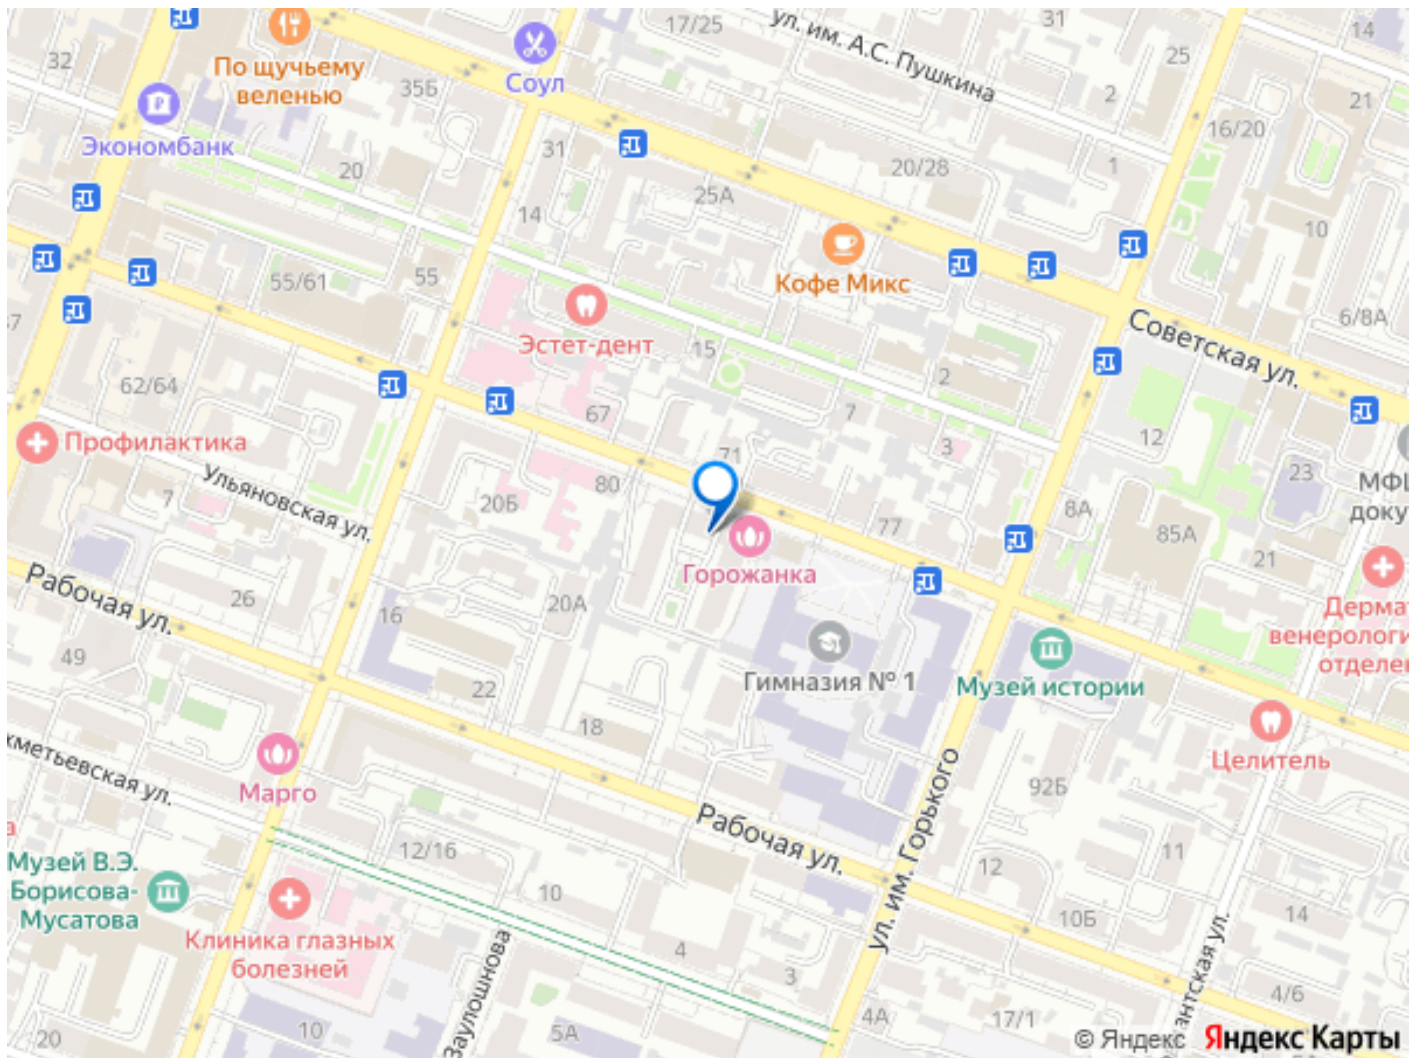 17/25
31
ул. им. А.С. Пушкина
14
32
По щучьему
веленью
35Б
Соул
25
2
21
Экономбанк
16/20
20
31
20/28
1
25А
14
10
55/61
55
Кофе Микс
6/8А
Эстет-дент
15
Советская ул.
62/64
2
67
7
Профилактика
71
3
12
23
Ульяновская ул.
7
20Б
80
77
8А
85А
21
Горожанка
Рабочая ул.
26
16
20А
49
22
Гимназия № 1
Музей истории
18
Целитель
Марго
92Б
ул. им. Горького
Рабочая ул.
12/16
12
11
Музей В.Э.
Борисова-
Мусатова
10
Клиника глазных
болезней
4
3
10Б
14
Заулошнова
4/6
20
10
5А
4А
17/1
© Яндекс
Яндекс Карты